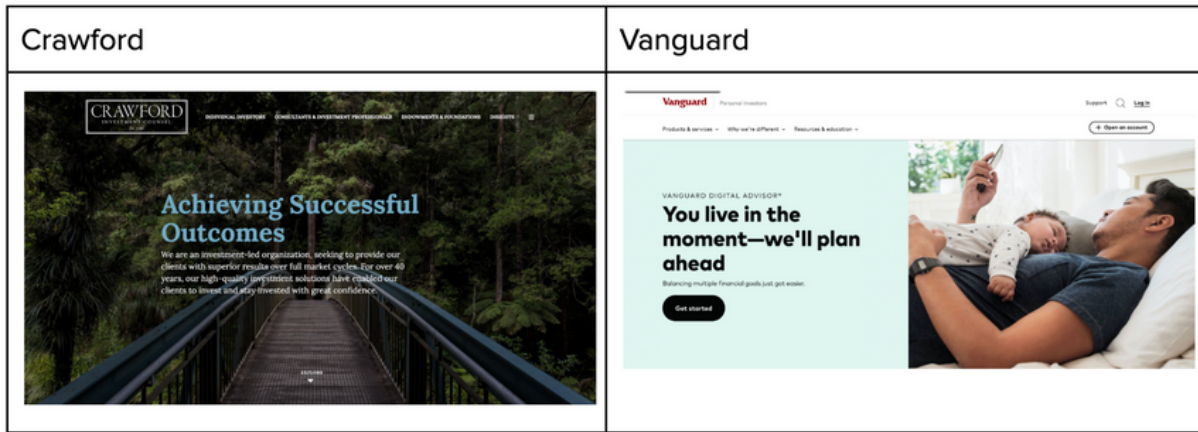 Crawford
Vanguard
CRAWFORD
INVESTMENT COUNSEL
INDIVIDUAL INVESTORS CONSULTANTS & INVESTMENT PROFESSIONALS ENDOWMENTS & FOUNDATIONS INSIGHTS
Achieving Successful
Outcomes
We are an investment-led organization, seeking to provide our
clients with superior results over full market cycles. For over 40
years, our high-quality investment solutions have enabled our
clients to invest and stay invested with great confidence.
EXPLORE
Vanguard Personal investors
Support Log in
Products & services Why we're different Resources & education
+ Open an account
VANGUARD DIGITAL ADVISOR®
You live in the
moment—we'll plan
ahead
Balancing multiple financial goals just got easier.
Get started